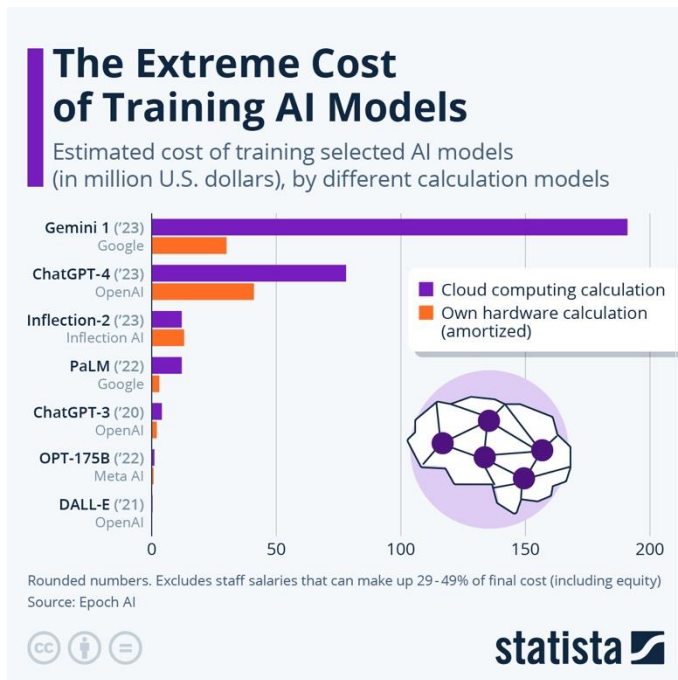 The Extreme Cost
of Training AI Models
Estimated cost of training selected AI models
(in million U.S. dollars), by different calculation models
Gemini 1 ('23)
Google
ChatGPT-4 ('23)
OpenAI
Inflection-2 ('23)
Inflection AI
PaLM ('22)
Google
ChatGPT-3 ('20)
OpenAI
OPT-175B ('22)
Meta AI
DALL-E ('21)
OpenAI
Cloud computing calculation
Own hardware calculation
(amortized)
0 50 100 150 200
Rounded numbers. Excludes staff salaries that can make up 29-49% of final cost (including equity)
Source: Epoch AI
cc
statista